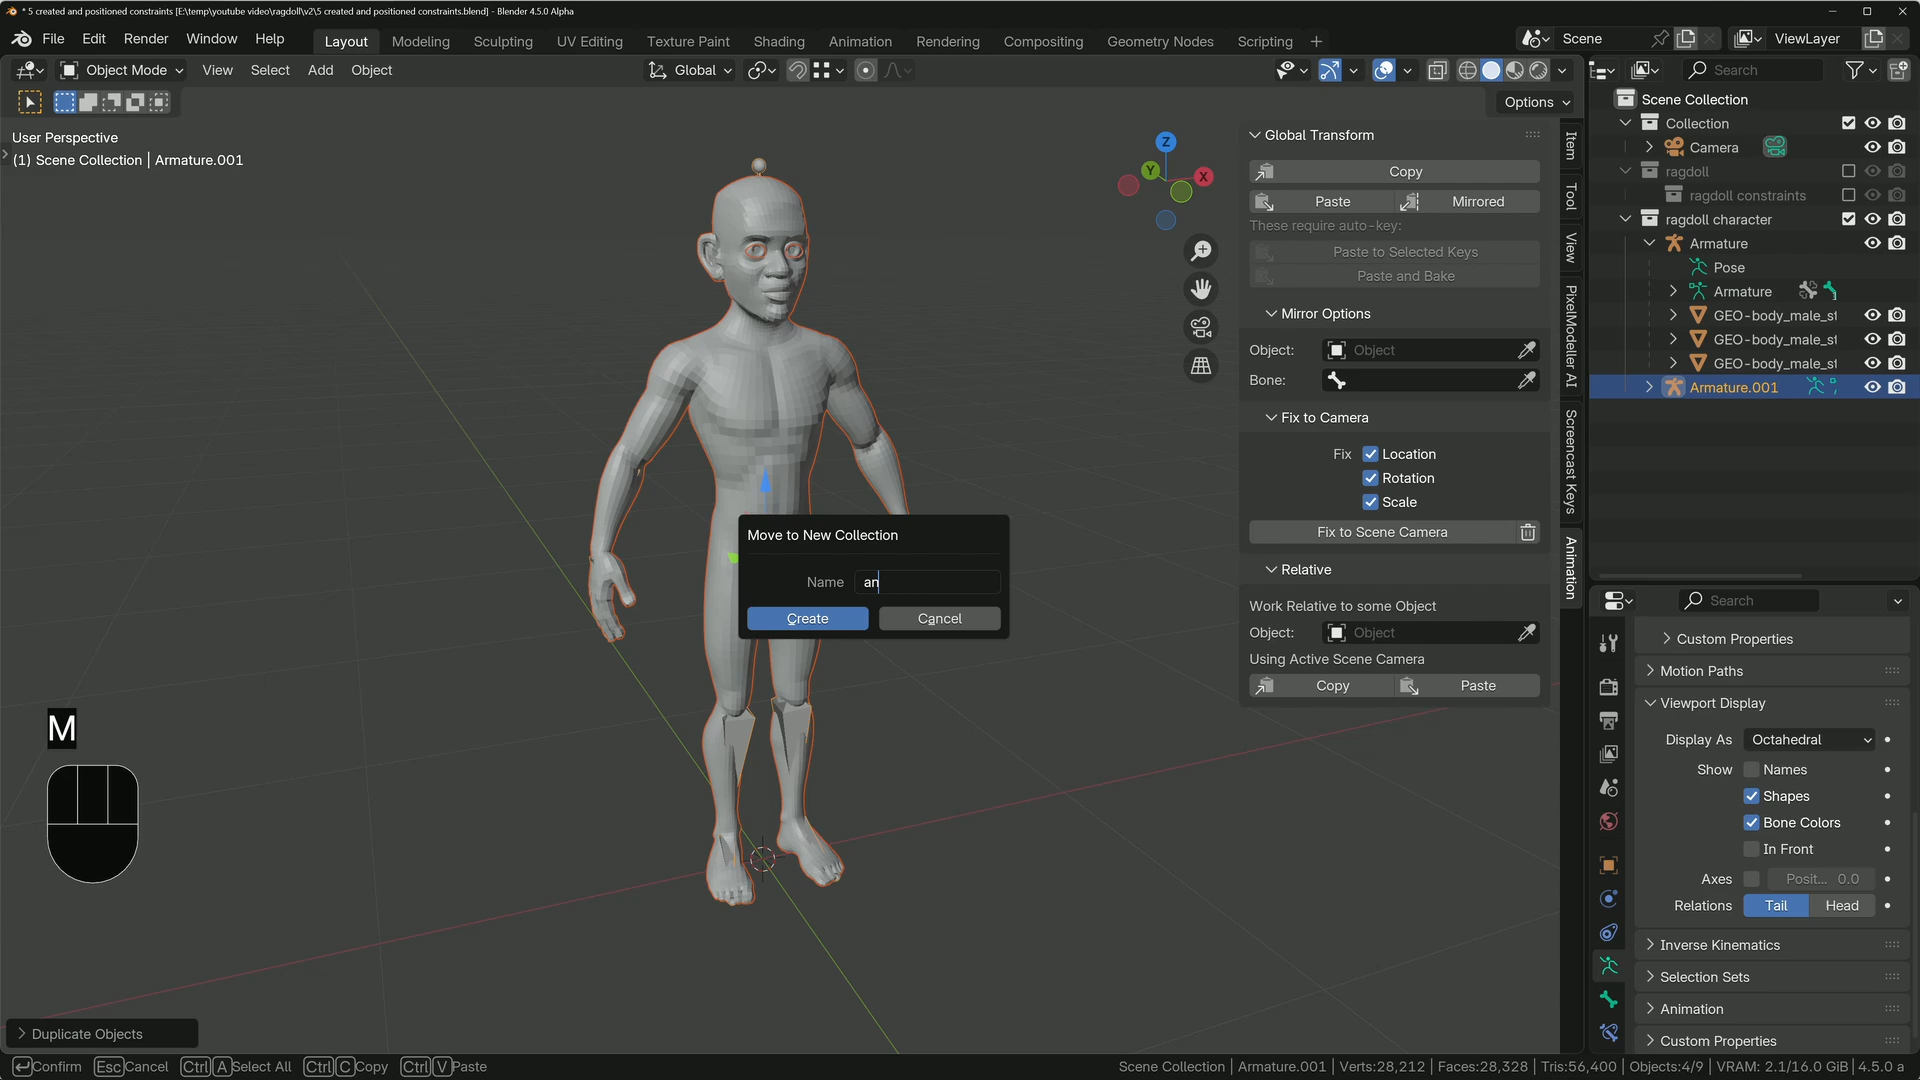 * 5 created and positioned constraints [E:\temp\youtube video\ragdoll\v2\5 created and positioned constraints.blend] - Blender 4.5.0 Alpha
File Edit Render Window Help
Layout Modeling Sculpting UV Editing Texture Paint Shading Animation Rendering Compositing Geometry Nodes Scripting +
Scene
ViewLayer
Object Mode View Select Add Object
Global
Options
User Perspective
(1) Scene Collection | Armature.001
Z
Y
X
Global Transform
Copy
Paste Mirrored
These require auto-key:
Paste to Selected Keys
Paste and Bake
Mirror Options
Object: Object
Bone:
Fix to Camera
Fix Location
Rotation
Scale
Fix to Scene Camera
Relative
Work Relative to some Object
Object: Object
Using Active Scene Camera
Copy Paste
Item
Tool
View
PixelModeller AI
Screencast Keys
Animation
Move to New Collection
Name an
Create Cancel
M
Duplicate Objects
Search
Scene Collection
Collection
Camera
ragdoll
ragdoll constraints
ragdoll character
Armature
Pose
Armature
GEO-body_male_st
GEO-body_male_st
GEO-body_male_st
Armature.001
Search
Custom Properties
Motion Paths
Viewport Display
Display As Octahedral
Show Names
Shapes
Bone Colors
In Front
Axes Posit... 0.0
Relations Tail Head
Inverse Kinematics
Selection Sets
Animation
Custom Properties
Confirm Esc Cancel Ctrl A Select All Ctrl C Copy Ctrl V Paste
Scene Collection | Armature.001 | Verts:28,212 | Faces:28,328 | Tris:56,400 | Objects:4/9 | VRAM: 2.1/16.0 GiB | 4.5.0 a